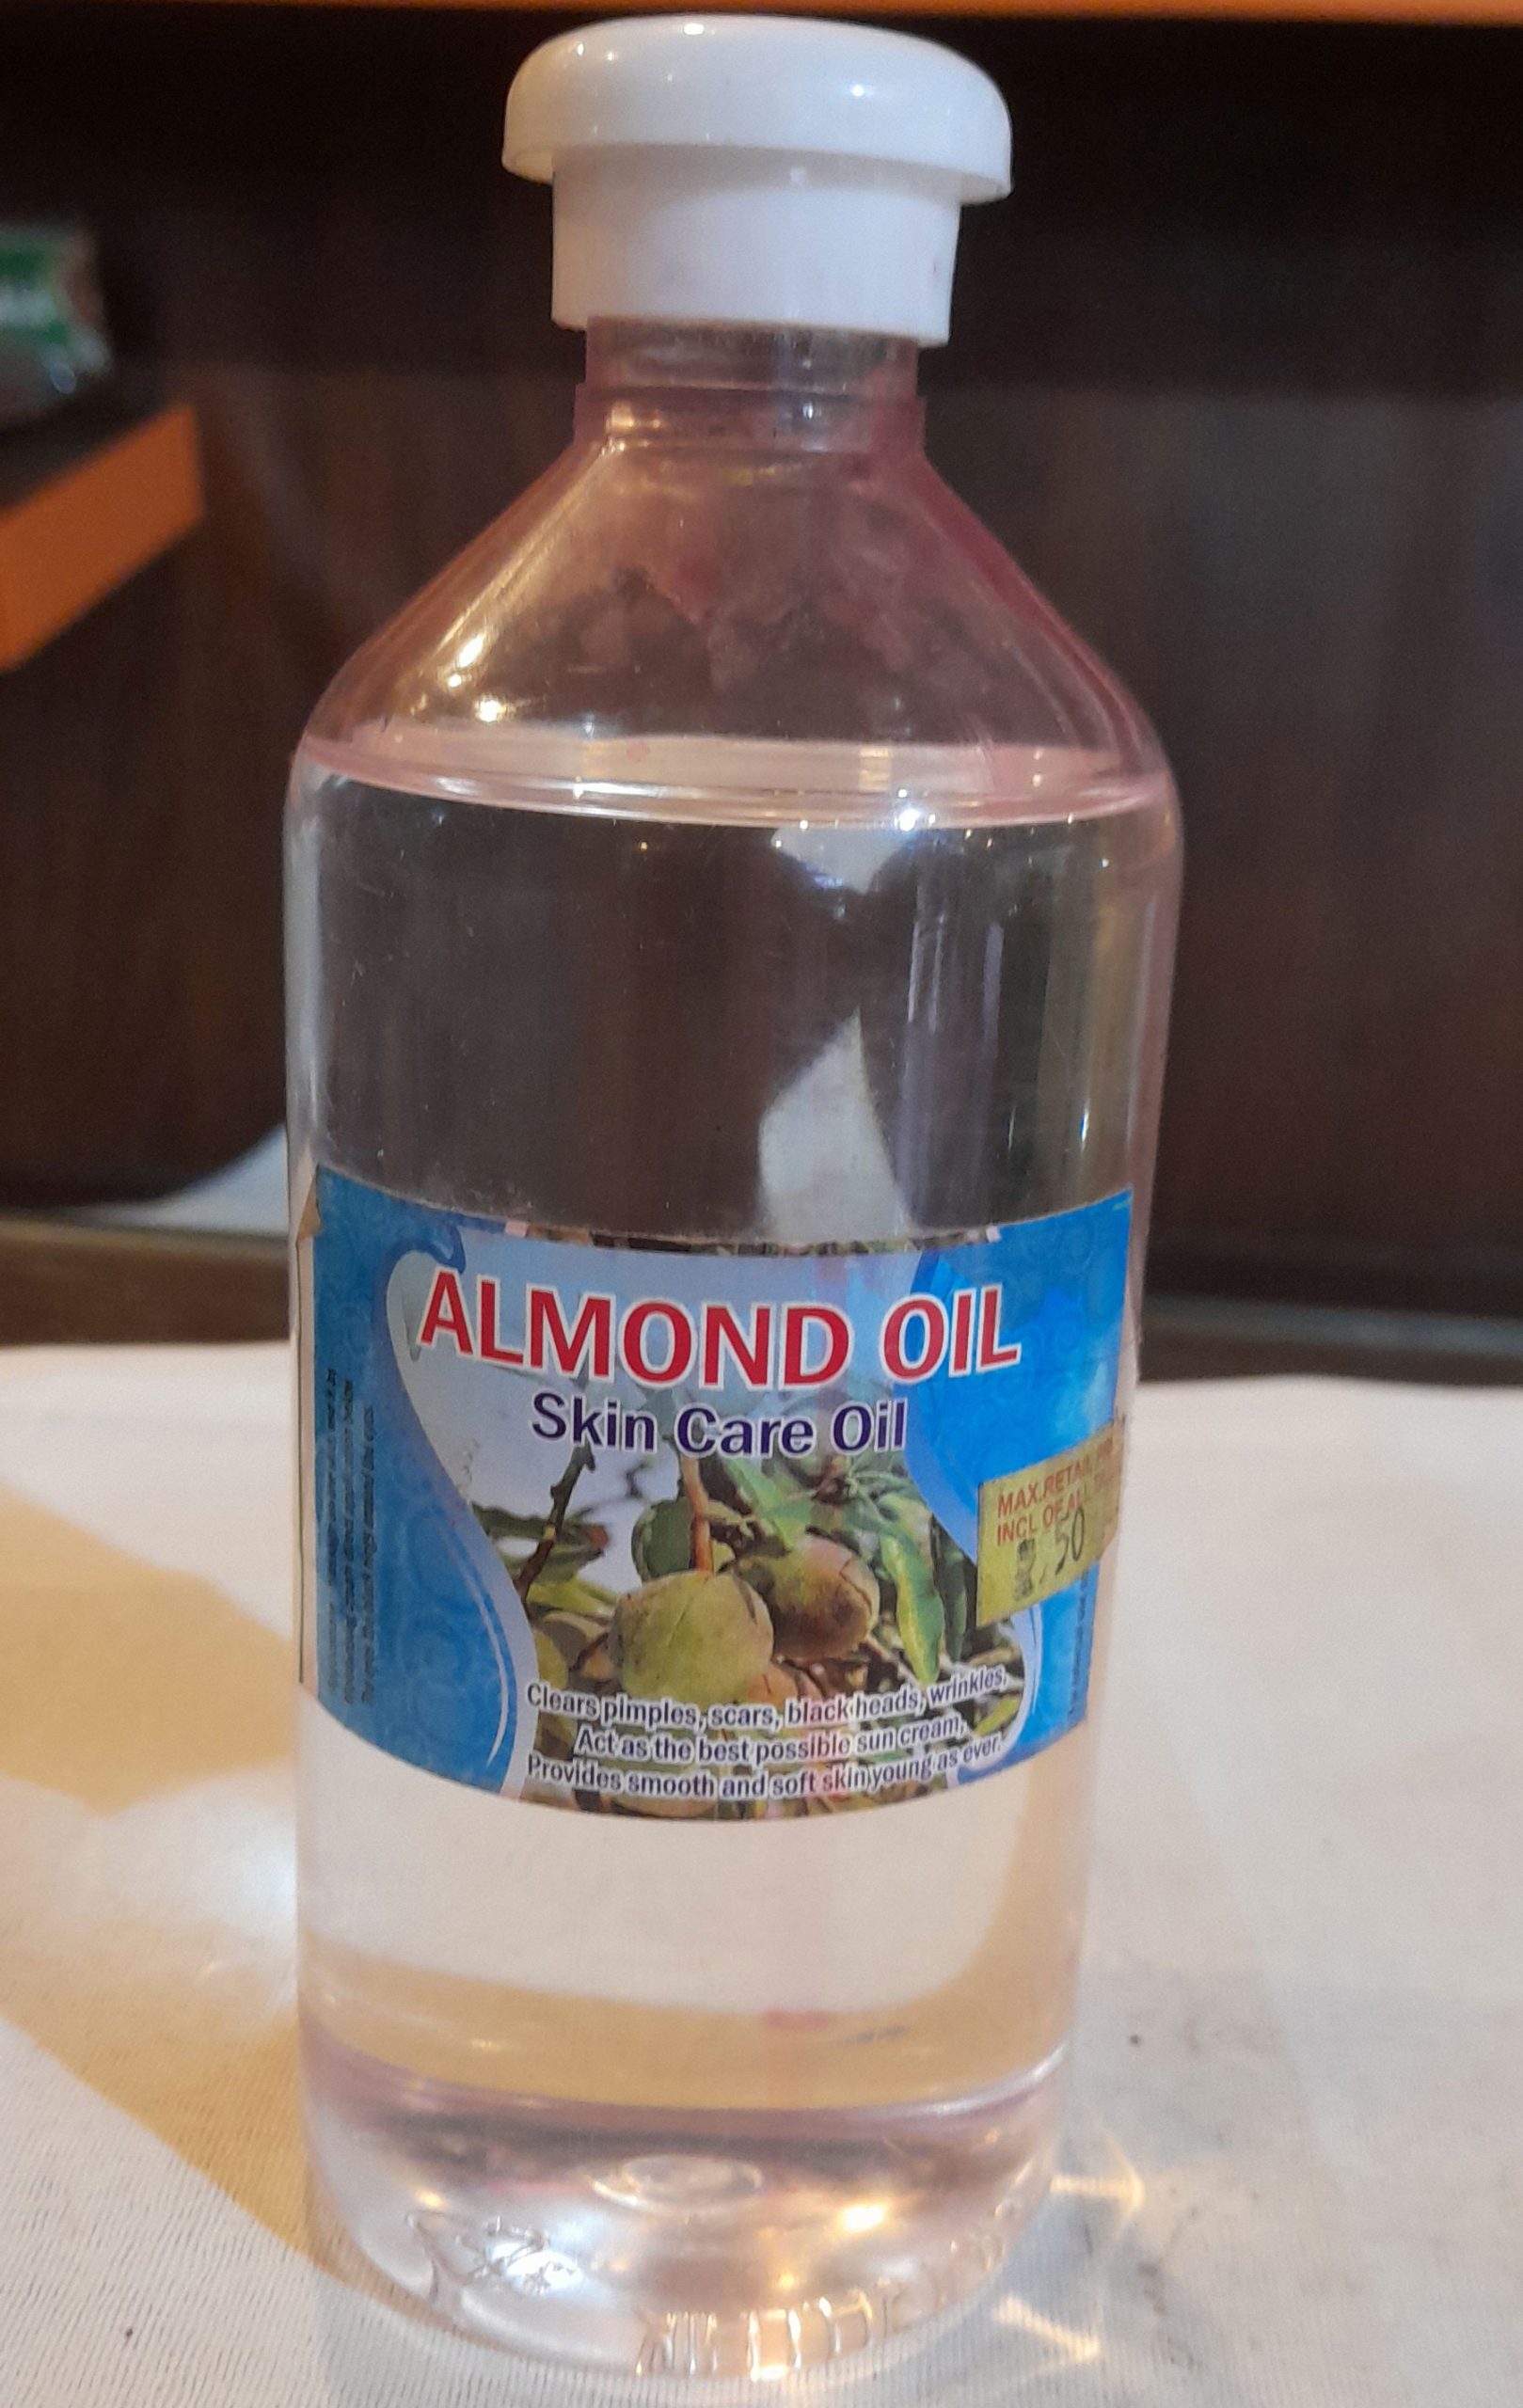 ALMOND OIL
Skin Care Oil
MAX.RETAIL
INCL OF ALL
50
Clears pimples, scars, black heads, wrinkles,
Act as the best possible sun cream,
Provides smooth and soft skin young as ever.